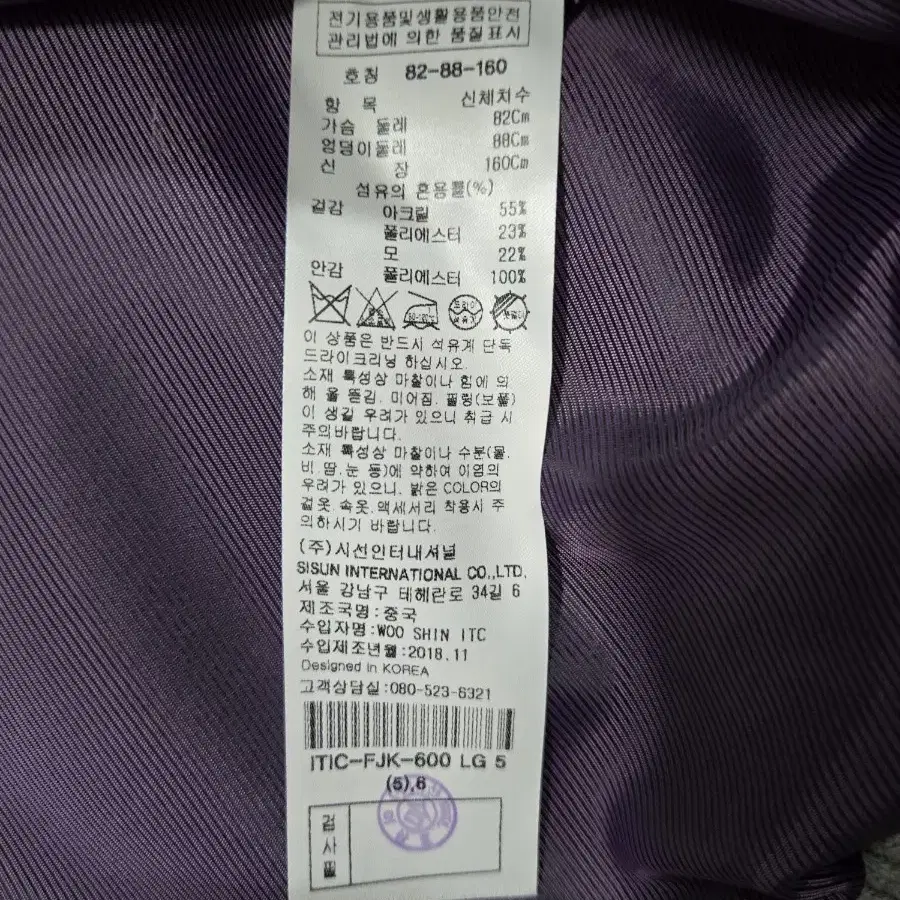 전기용품및생활용품안전
관리법에 의한 품질표시
호칭 82-88-160
항 목 신체치수
가슴 둘레 82Cm
엉덩이둘레 88Cm
신 장 160Cm
섬유의 혼용률(%)
겉감 아크릴 55%
폴리에스터 23%
모 22%
안감 폴리에스터 100%
드라이
이 상품은 반드시 석유계 단독
드라이크리닝 하십시오.
소재 특성상 마찰이나 힘에 의
해 올 뜯김. 미어짐. 필링(보풀)
이 생길 우려가 있으니 취급 시
주의바랍니다.
소재 특성상 마찰이나 수분(물.
비.땀.눈 등)에 약하여 이염의
우려가 있으니. 밝은 COLOR의
겉옷.속옷.액세서리 착용시 주
의하시기 바랍니다.
(주)시선인터내셔널
SISUN INTERNATIONAL CO.,LTD.
서울 강남구 테헤란로 34길 6
제조국명:중국
수입자명:WOO SHIN ITC
수입제조년월:2018.11
Designed in KOREA
고객상담실:080-523-6321
ITIC-FJK-600 LG 5
(5),6
검사필